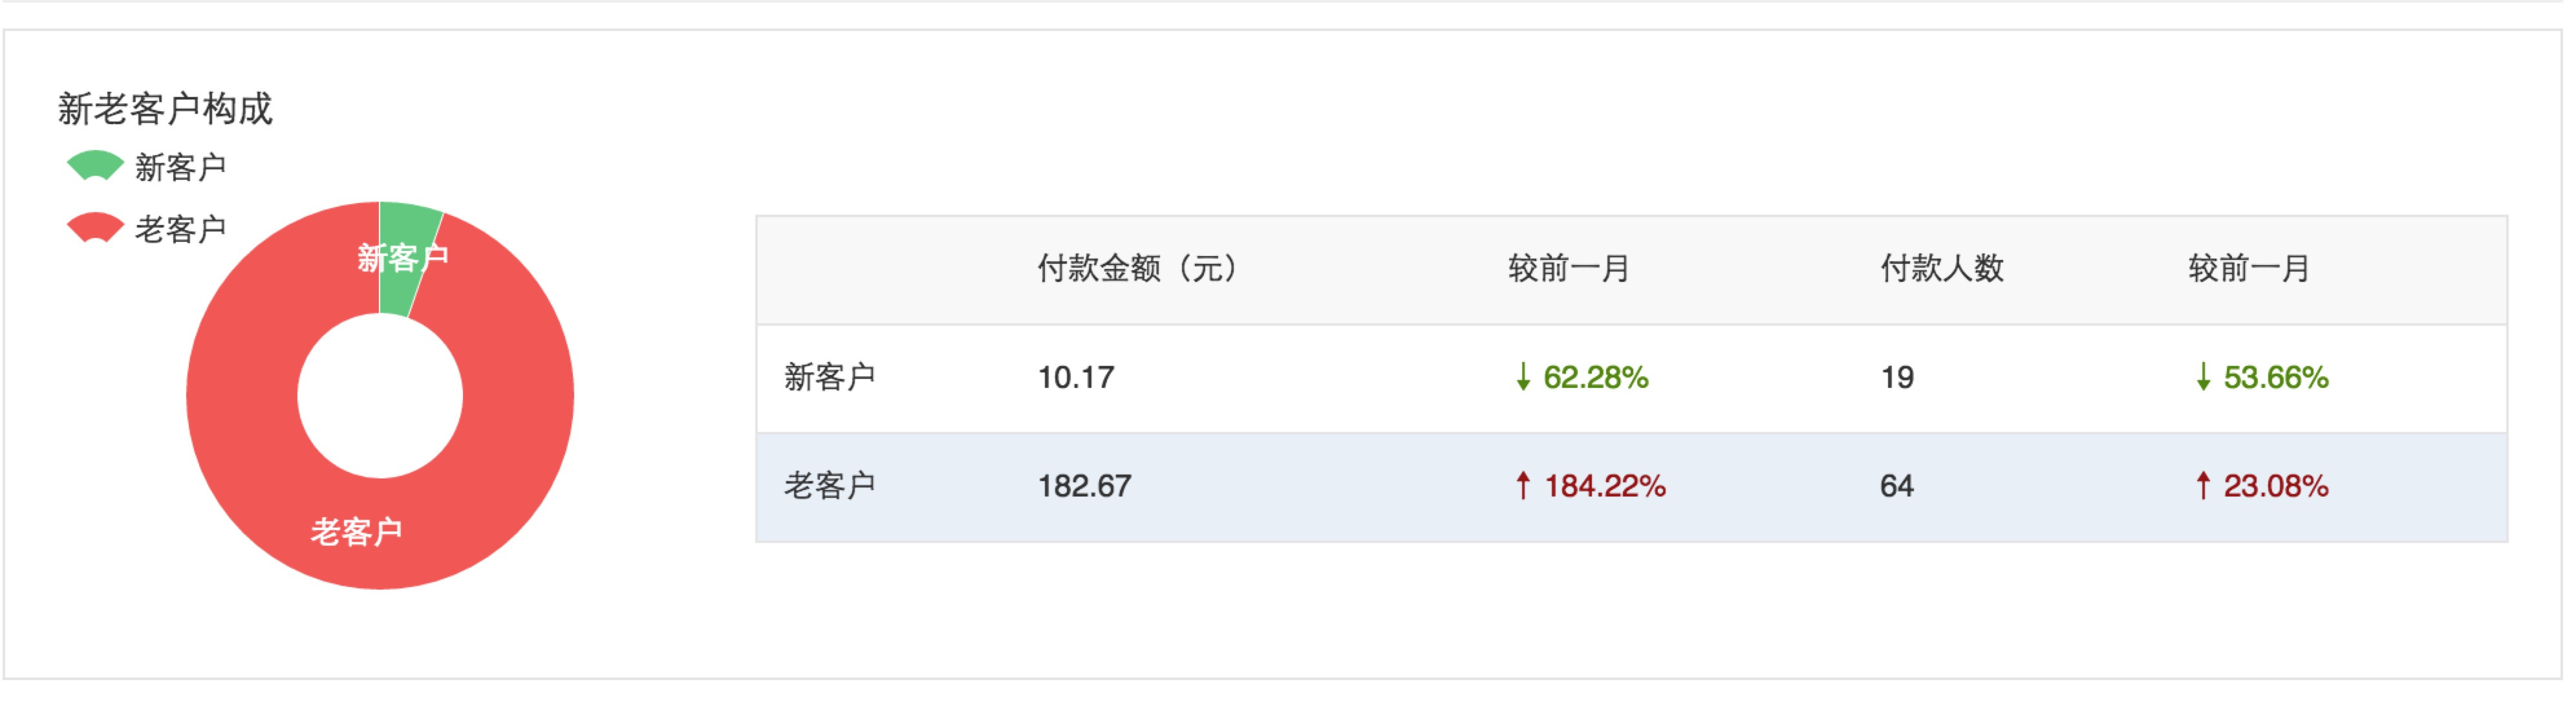 新老客户构成
新客户
老客户
新客户
老客户
付款金额（元） 较前一月 付款人数 较前一月
新客户 10.17 ↓ 62.28% 19 ↓ 53.66%
老客户 182.67 ↑ 184.22% 64 ↑ 23.08%